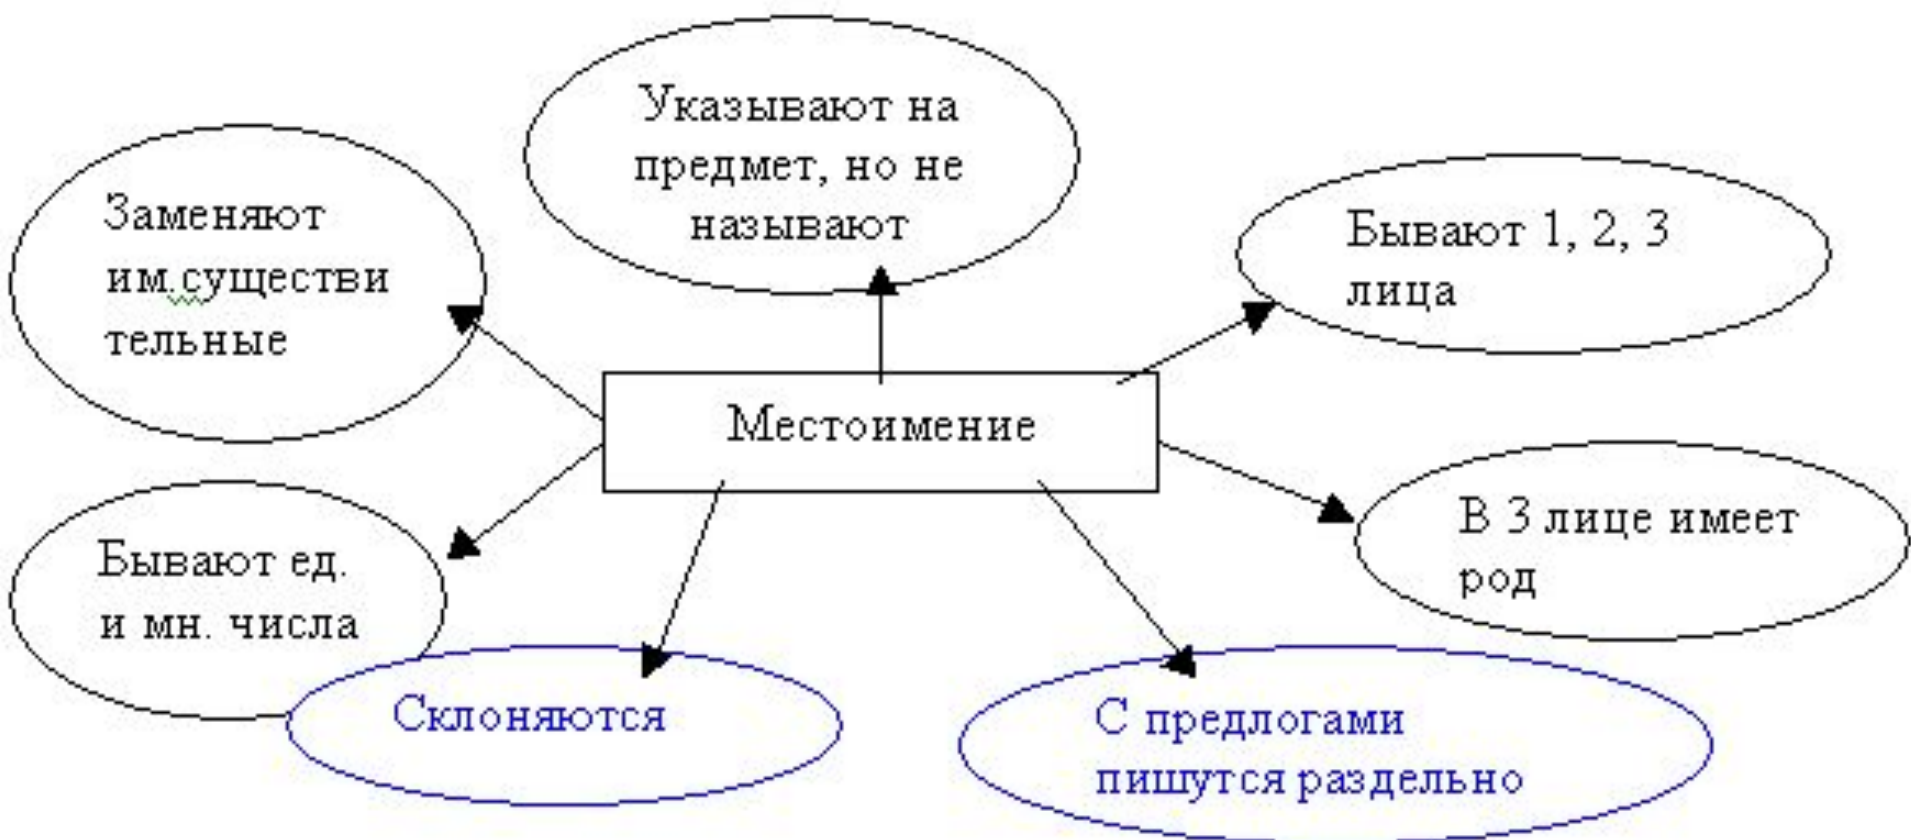 Указывают на
предмет, но не
называют
Заменяют
им.существи
тельные
Бывают 1, 2, 3
лица
Местоимение
В 3 лице имеет
род
Бывают ед.
и мн. числа
Склоняются
С предлогами
пишутся раздельно